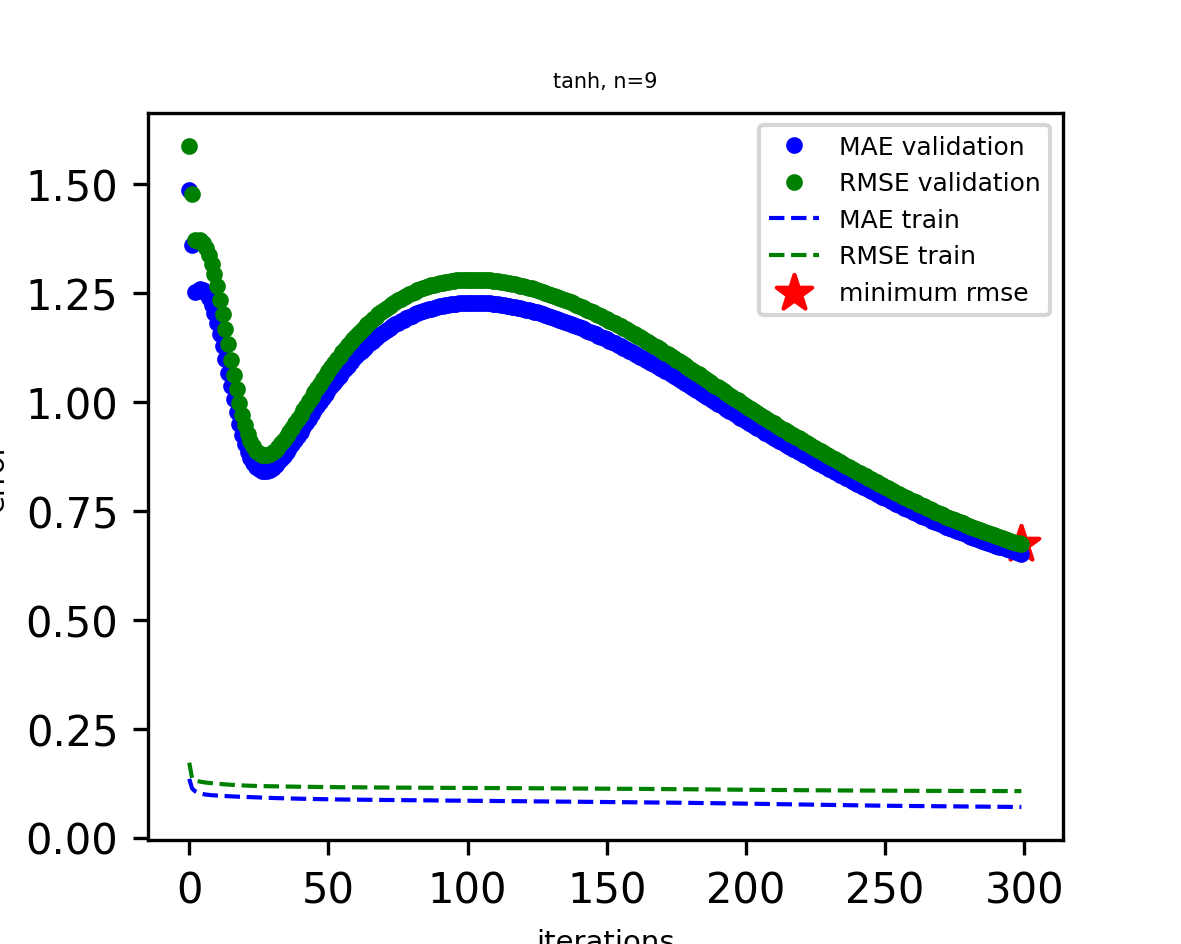 tanh, n=9
MAE validation
RMSE validation
MAE train
RMSE train
minimum rmse
1.50
1.25
1.00
0.75
0.50
0.25
0.00
0 50 100 150 200 250 300
iterations